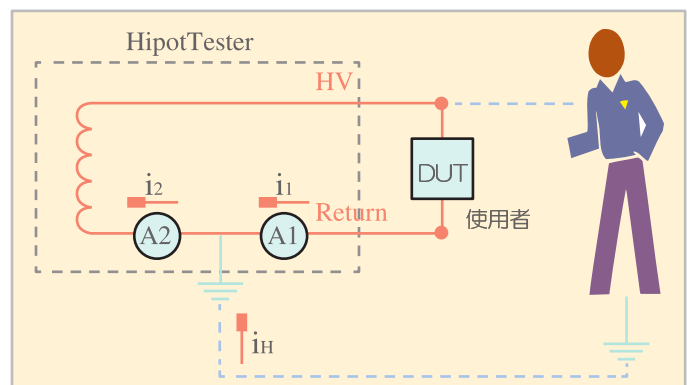 HipotTester
HV
DUT
i2
i1
Return
使用者
A2
A1
iH